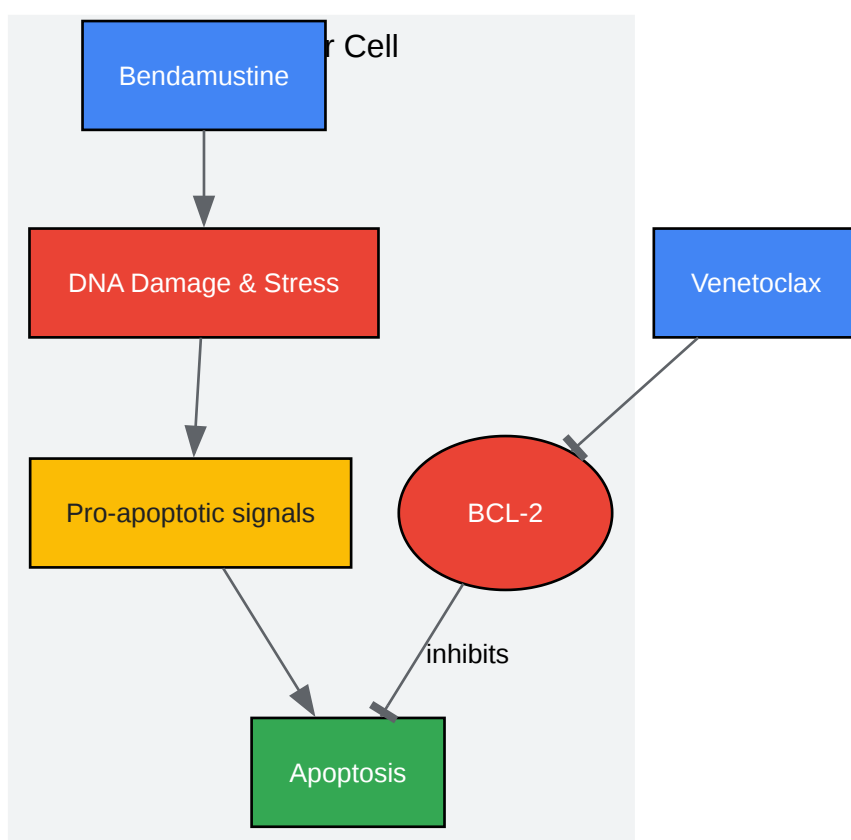 r Cell
Bendamustine
DNA Damage & Stress
Venetoclax
Pro-apoptotic signals
BCL-2
inhibits
Apoptosis